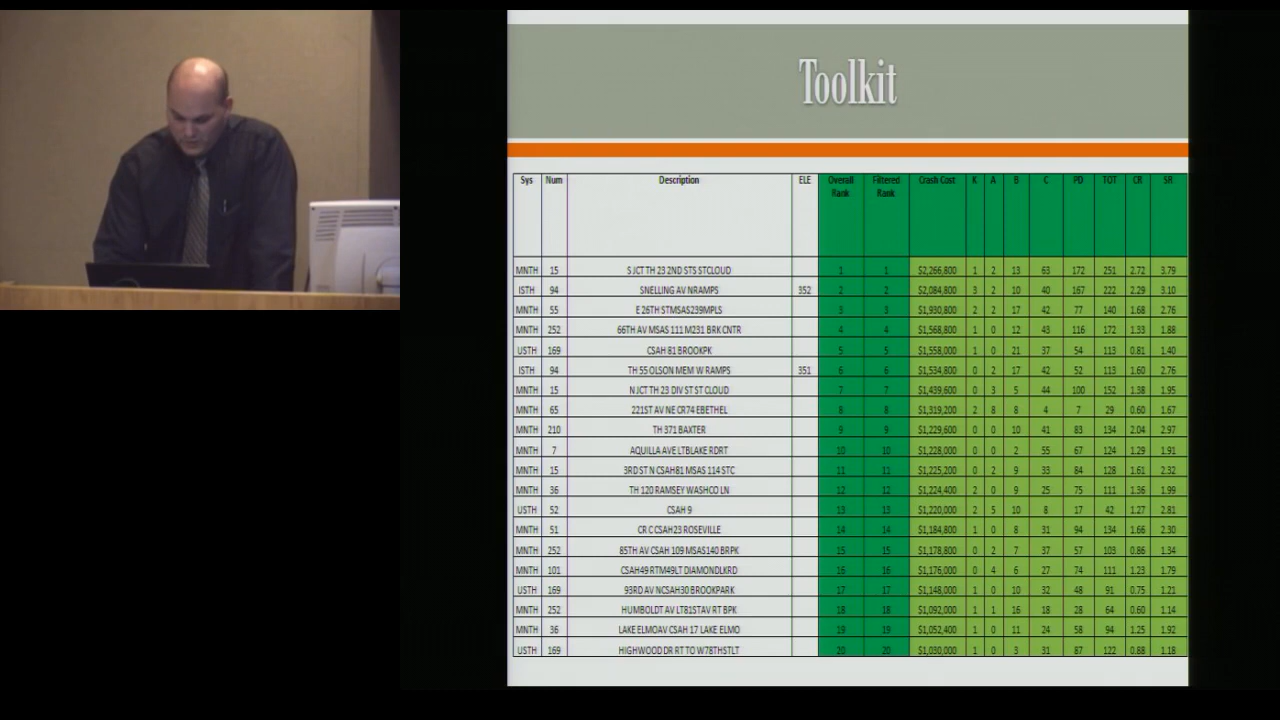 Toolkit
Sys Num Description ELE Overall Rank Filtered Rank Crash Cost K A B C PD TOT CR SR
MNTH 15 S JCT TH 23 2ND STS STCLOUD 1 1 $2,266,800 1 2 13 63 172 251 2.72 3.79
ISTH 94 SNELLING AV NRAMPS 352 2 2 $2,084,800 3 2 10 40 167 222 2.29 3.10
MNTH 55 E 26TH STMSAS239MPLS 3 3 $1,930,800 2 2 17 42 77 140 1.68 2.76
MNTH 252 66TH AV MSAS 111 M231 BRK CNTR 4 4 $1,568,800 1 0 12 43 116 172 1.33 1.88
USTH 169 CSAH 81 BROOKPK 5 5 $1,558,000 1 0 21 37 54 113 0.81 1.40
ISTH 94 TH 55 OLSON MEM W RAMPS 351 6 6 $1,534,800 0 2 17 42 52 113 1.60 2.76
MNTH 15 N JCT TH 23 DIV ST ST CLOUD 7 7 $1,439,600 0 3 5 44 100 152 1.38 1.95
MNTH 65 221ST AV NE CR74 EBETHEL 8 8 $1,319,200 2 8 8 4 7 29 0.60 1.67
MNTH 210 TH 371 BAXTER 9 9 $1,229,600 0 0 10 41 83 134 2.04 2.97
MNTH 7 AQUILLA AVE LTBLAKE RDRT 10 10 $1,228,000 0 0 2 55 67 124 1.29 1.91
MNTH 15 3RD ST N CSAH81 MSAS 114 STC 11 11 $1,225,200 0 2 9 33 84 128 1.61 2.32
MNTH 36 TH 120 RAMSEY WASHCO LN 12 12 $1,224,400 2 0 9 25 75 111 1.36 1.99
USTH 52 CSAH 9 13 13 $1,220,000 2 5 10 8 17 42 1.27 2.81
MNTH 51 CR C CSAH23 ROSEVILLE 14 14 $1,184,800 1 0 8 31 94 134 1.66 2.30
MNTH 252 85TH AV CSAH 109 MSAS140 BRPK 15 15 $1,178,800 0 2 7 37 57 103 0.86 1.34
MNTH 101 CSAH49 RTM49LT DIAMONDLKRD 16 16 $1,176,000 0 4 6 27 74 111 1.23 1.79
USTH 169 93RD AV NCSAH30 BROOKPARK 17 17 $1,148,000 1 0 10 32 48 91 0.75 1.21
MNTH 252 HUMBOLDT AV LT81STAV RT BPK 18 18 $1,092,000 1 1 16 18 28 64 0.60 1.14
MNTH 36 LAKE ELMOAV CSAH 17 LAKE ELMO 19 19 $1,052,400 1 0 11 24 58 94 1.25 1.92
USTH 169 HIGHWOOD DR RT TO W78THSTLT 20 20 $1,030,000 1 0 3 31 87 122 0.88 1.18